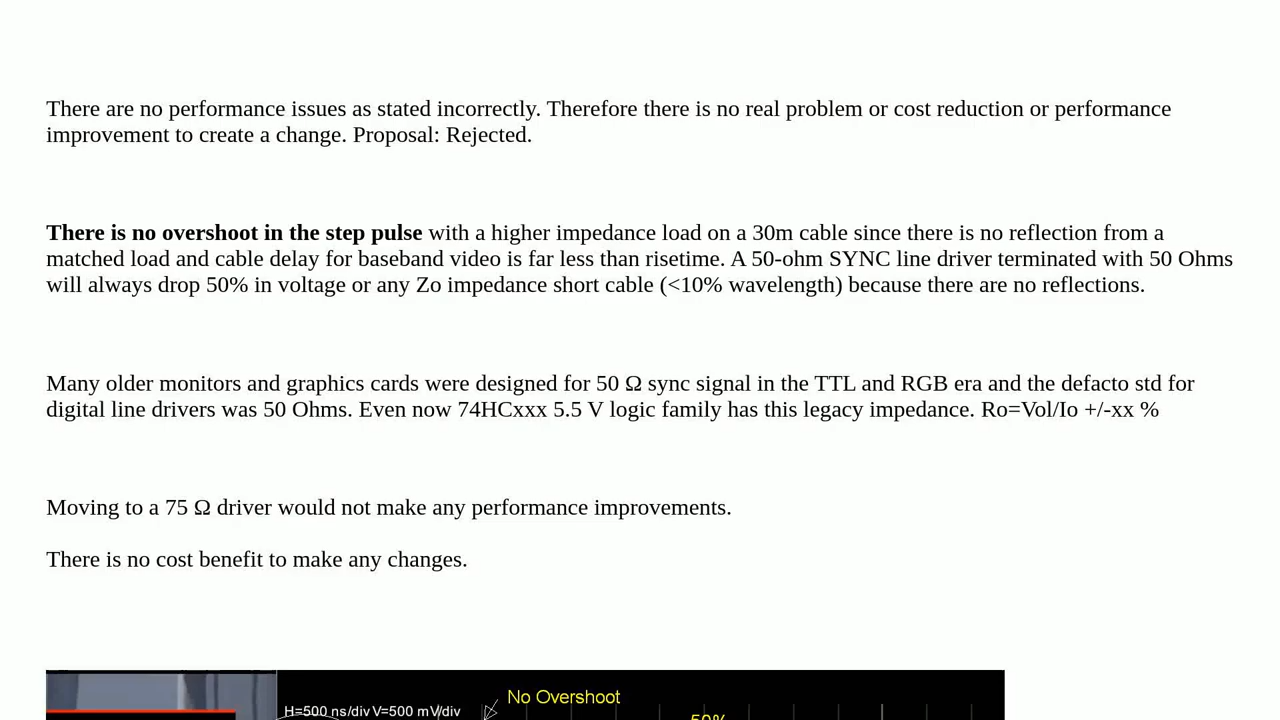 There are no performance issues as stated incorrectly. Therefore there is no real problem or cost reduction or performance
improvement to create a change. Proposal: Rejected.
There is no overshoot in the step pulse with a higher impedance load on a 30m cable since there is no reflection from a
matched load and cable delay for baseband video is far less than risetime. A 50-ohm SYNC line driver terminated with 50 Ohms
will always drop 50% in voltage or any Zo impedance short cable (<10% wavelength) because there are no reflections.
Many older monitors and graphics cards were designed for 50 Ω sync signal in the TTL and RGB era and the defacto std for
digital line drivers was 50 Ohms. Even now 74HCxxx 5.5 V logic family has this legacy impedance. Ro=Vol/Io +/-xx %
Moving to a 75 Ω driver would not make any performance improvements.
There is no cost benefit to make any changes.
No Overshoot
H=500 ns/div V=500 mV/div
50%